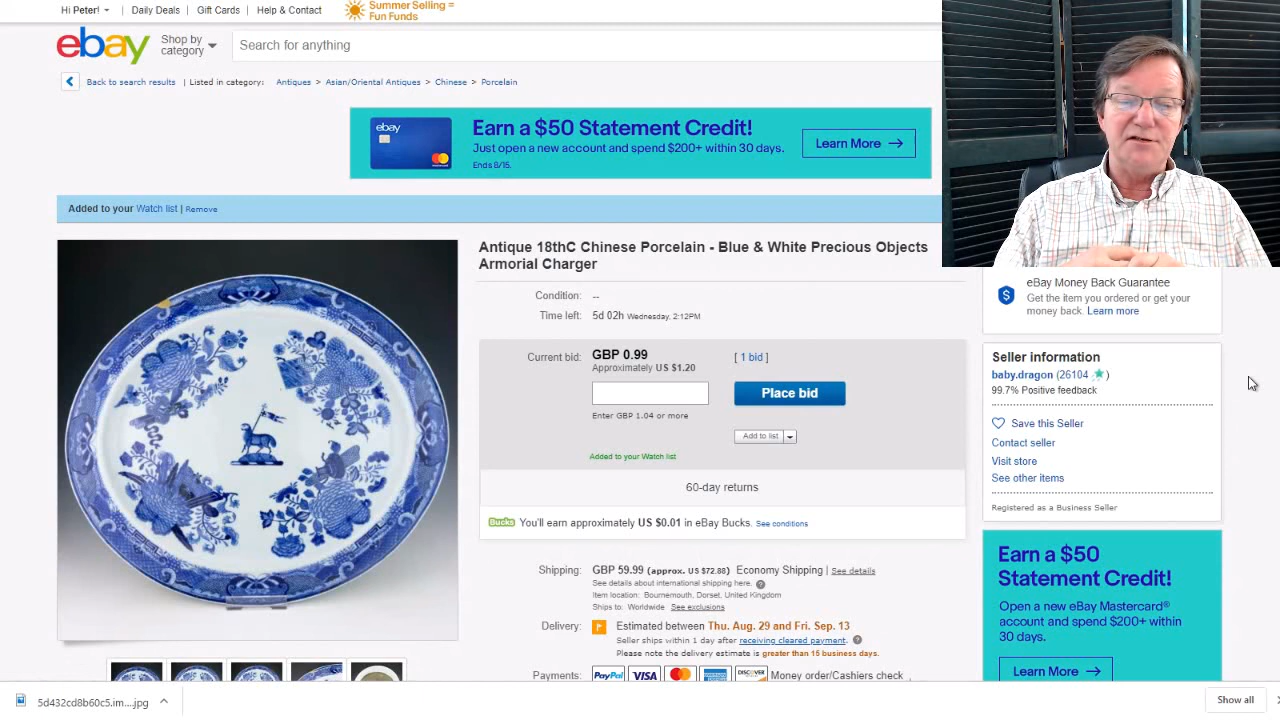 Hi Peter!
Daily Deals
Gift Cards
Help & Contact
Summer Selling =
Fun Funds
ebay
Shop by
category
Search for anything
Back to search results
Listed in category:
Antiques > Asian/Oriental Antiques > Chinese > Porcelain
ebay
Earn a $50 Statement Credit!
Just open a new account and spend $200+ within 30 days.
Ends 8/15.
Learn More
Added to your Watch list | Remove
Antique 18thC Chinese Porcelain - Blue & White Precious Objects
Armorial Charger
Condition: --
Time left: 5d 02h Wednesday, 2:12PM
Current bid: GBP 0.99 [ 1 bid ]
Approximately US $1.20
Place bid
Enter GBP 1.04 or more
Add to list
Added to your Watch list
60-day returns
Bucks You'll earn approximately US $0.01 in eBay Bucks. See conditions
Shipping: GBP 59.99 (approx. US $72.88) Economy Shipping | See details
See details about international shipping here.
Item location: Bournemouth, Dorset, United Kingdom
Ships to: Worldwide See exclusions
Delivery: Estimated between Thu. Aug. 29 and Fri. Sep. 13
Seller ships within 1 day after receiving cleared payment.
Please note the delivery estimate is greater than 15 business days.
Payments: PayPal VISA DISCOVER Money order/Cashiers check
eBay Money Back Guarantee
Get the item you ordered or get your
money back. Learn more
Seller information
baby.dragon (26104 )
99.7% Positive feedback
Save this Seller
Contact seller
Visit store
See other items
Registered as a Business Seller
Earn a $50
Statement Credit!
Open a new eBay Mastercard®
account and spend $200+ within
30 days.
Learn More
5d432cd8b60c5.im....jpg
Show all